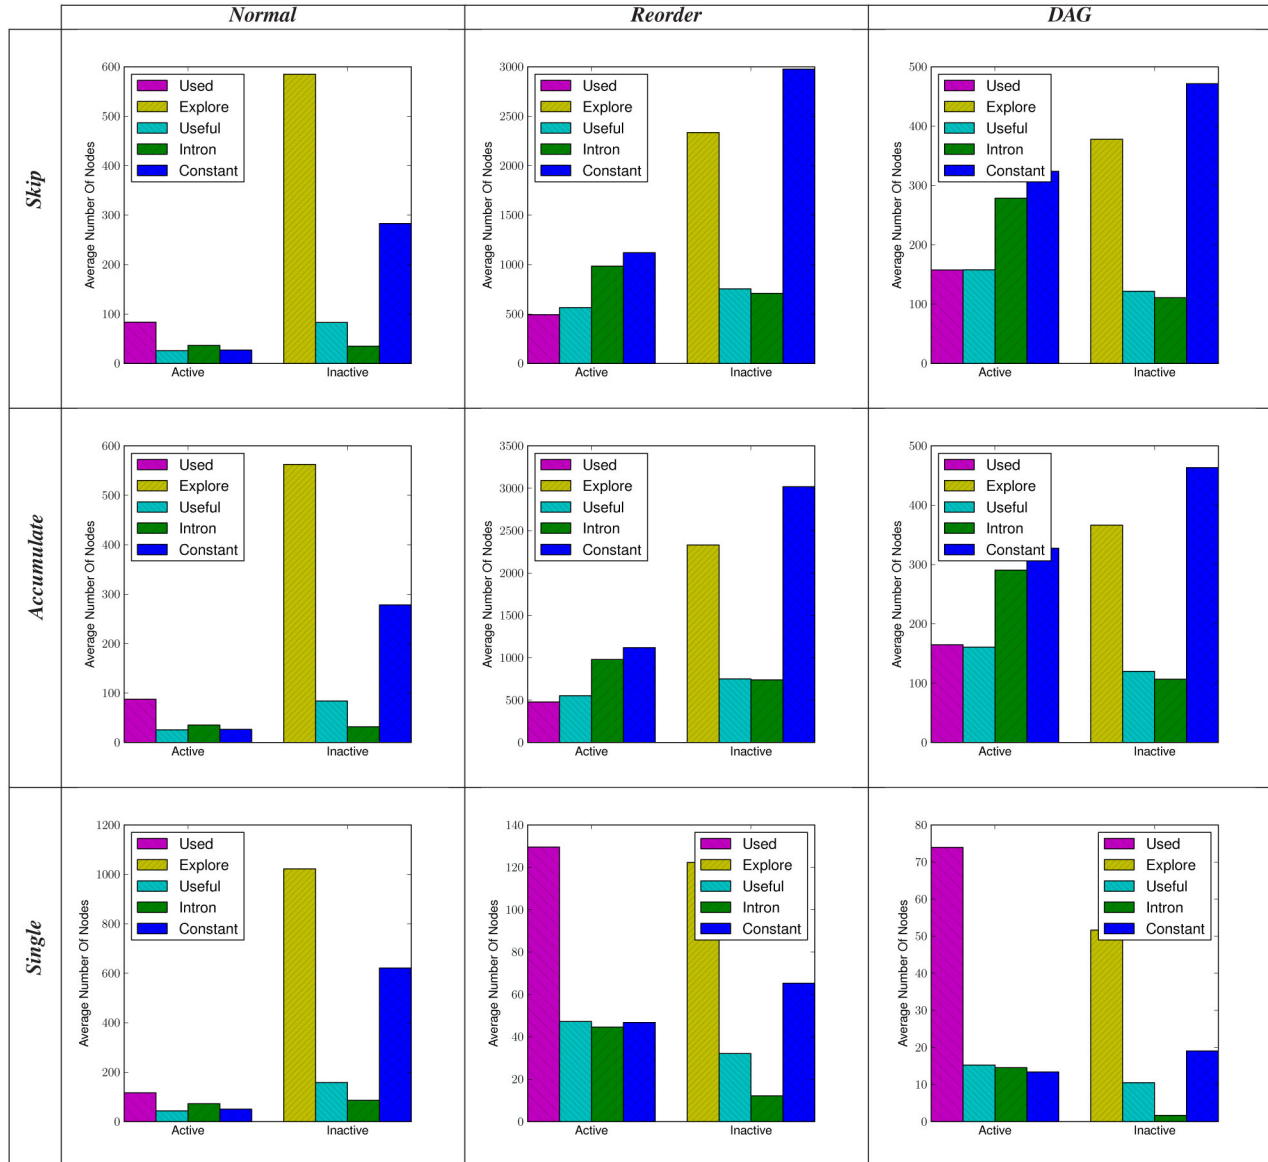 Normal
Reorder
DAG
Skip
Average Number Of Nodes
600
500
400
300
200
100
0
Used
Explore
Useful
Intron
Constant
Active
Inactive
Average Number Of Nodes
3000
2500
2000
1500
1000
500
0
Used
Explore
Useful
Intron
Constant
Active
Inactive
Average Number Of Nodes
500
400
300
200
100
0
Used
Explore
Useful
Intron
Constant
Active
Inactive
Accumulate
Average Number Of Nodes
600
500
400
300
200
100
0
Used
Explore
Useful
Intron
Constant
Active
Inactive
Average Number Of Nodes
3500
3000
2500
2000
1500
1000
500
0
Used
Explore
Useful
Intron
Constant
Active
Inactive
Average Number Of Nodes
500
400
300
200
100
0
Used
Explore
Useful
Intron
Constant
Active
Inactive
Single
Average Number Of Nodes
1200
1000
800
600
400
200
0
Used
Explore
Useful
Intron
Constant
Active
Inactive
Average Number Of Nodes
140
120
100
80
60
40
20
0
Used
Explore
Useful
Intron
Constant
Active
Inactive
Average Number Of Nodes
80
70
60
50
40
30
20
10
0
Used
Explore
Useful
Intron
Constant
Active
Inactive